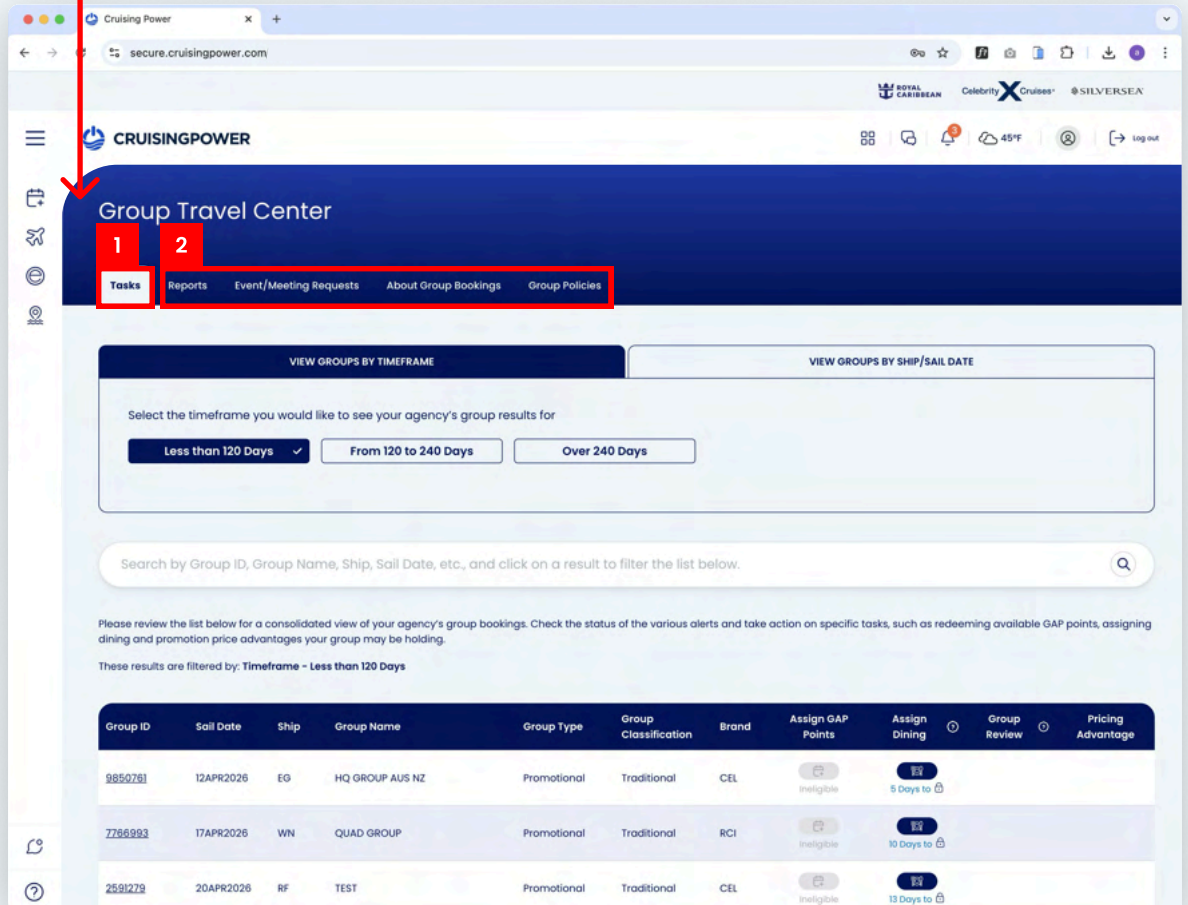 Cruising Power
secure.cruisingpower.com
a
ROYAL
CARIBBEAN
Celebrity X Cruises®
SILVERSEA
CRUISINGPOWER
3
45°F
Log out
Group Travel Center
1
2
Tasks
Reports
Event/Meeting Requests
About Group Bookings
Group Policies
VIEW GROUPS BY TIMEFRAME
VIEW GROUPS BY SHIP/SAIL DATE
Select the timeframe you would like to see your agency's group results for
Less than 120 Days
From 120 to 240 Days
Over 240 Days
Search by Group ID, Group Name, Ship, Sail Date, etc., and click on a result to filter the list below.
Please review the list below for a consolidated view of your agency's group bookings. Check the status of the various alerts and take action on specific tasks, such as redeeming available GAP points, assigning
dining and promotion price advantages your group may be holding.
These results are filtered by: Timeframe - Less than 120 Days
Group ID
Sail Date
Ship
Group Name
Group Type
Group
Classification
Brand
Assign GAP
Points
Assign
Dining
Group
Review
Pricing
Advantage
9850761
12APR2026
EG
HQ GROUP AUS NZ
Promotional
Traditional
CEL
Ineligible
5 Days to
7766993
17APR2026
WN
QUAD GROUP
Promotional
Traditional
RCI
Ineligible
10 Days to
2591279
20APR2026
RF
TEST
Promotional
Traditional
CEL
Ineligible
13 Days to